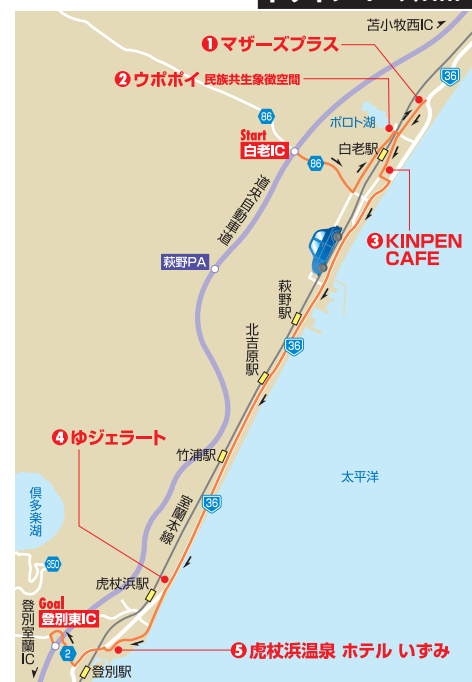 苫小牧西IC
❶マザーズプラス
36
❷ウポポイ 民族共生象徴空間
86
ポロト湖
Start
白老IC
白老駅
86
道央自動車道
❸KINPEN
CAFE
萩野PA
萩野駅
36
北吉原駅
❹ゆジェラート
竹浦駅
太平洋
36
倶多楽湖
室蘭本線
350
虎杖浜駅
Goal
登別東IC
登別室蘭IC
2
❺虎杖浜温泉 ホテル いずみ
登別駅